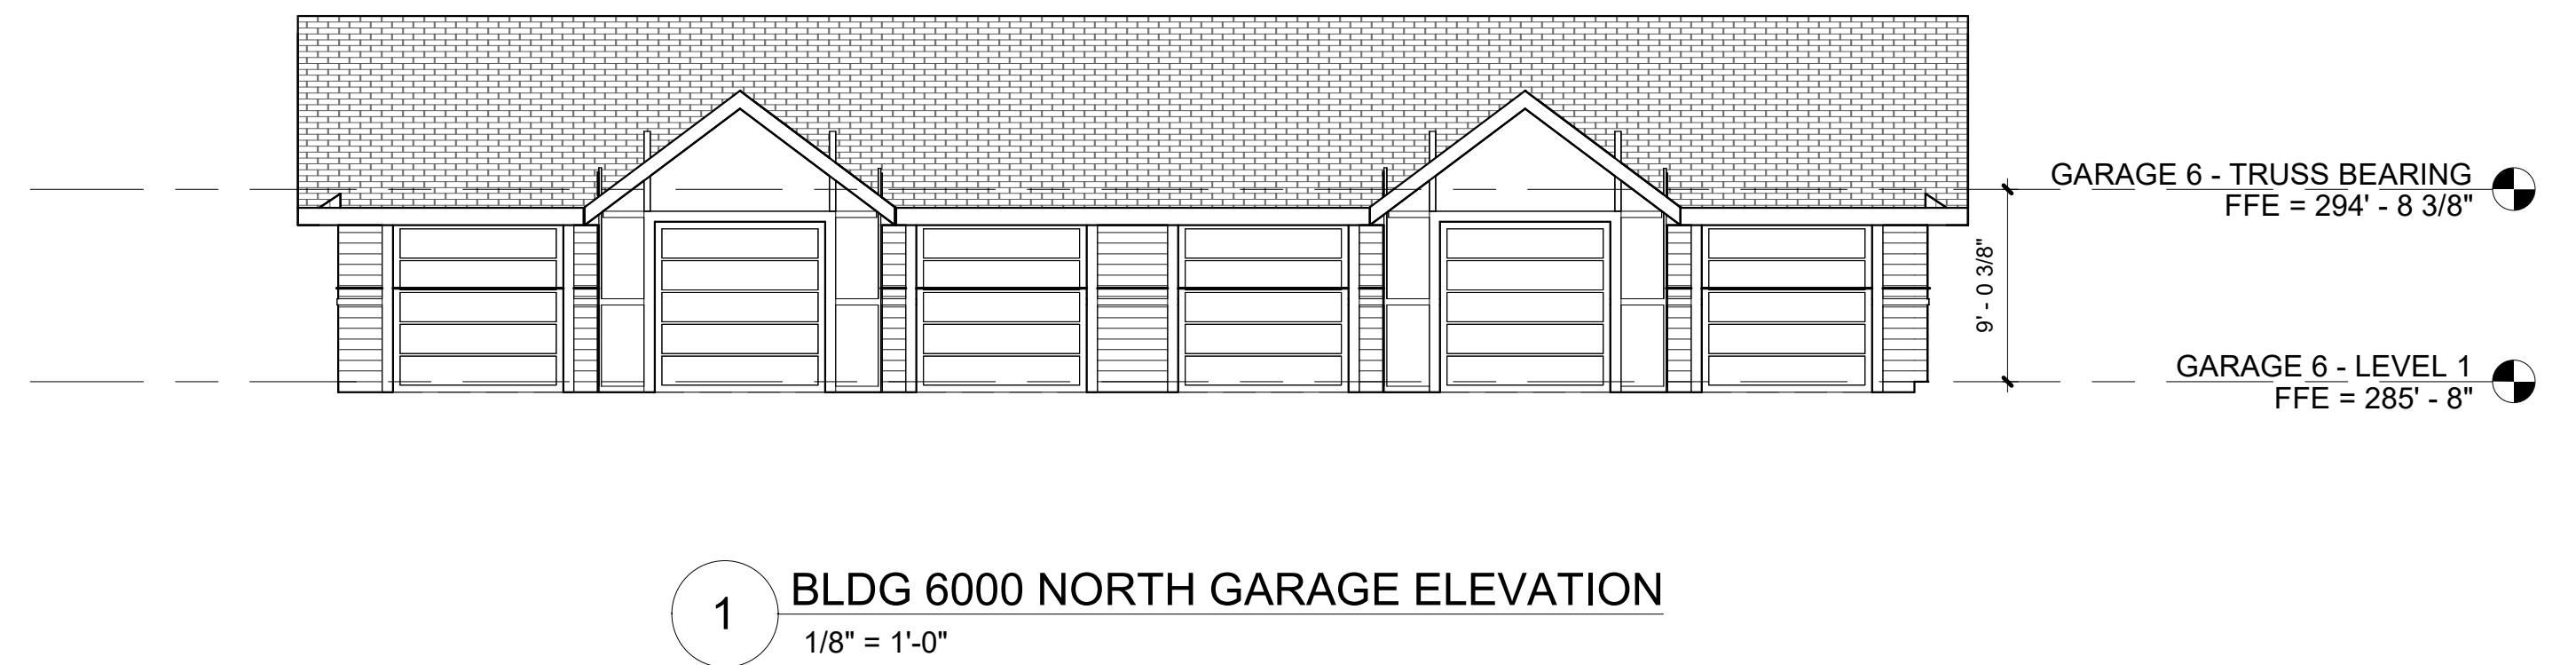 GARAGE 6 - TRUSS BEARING
FFE = 294' - 8 3/8"
9' - 0 3/8"
GARAGE 6 - LEVEL 1
FFE = 285' - 8"
1
BLDG 6000 NORTH GARAGE ELEVATION
1/8" = 1'-0"